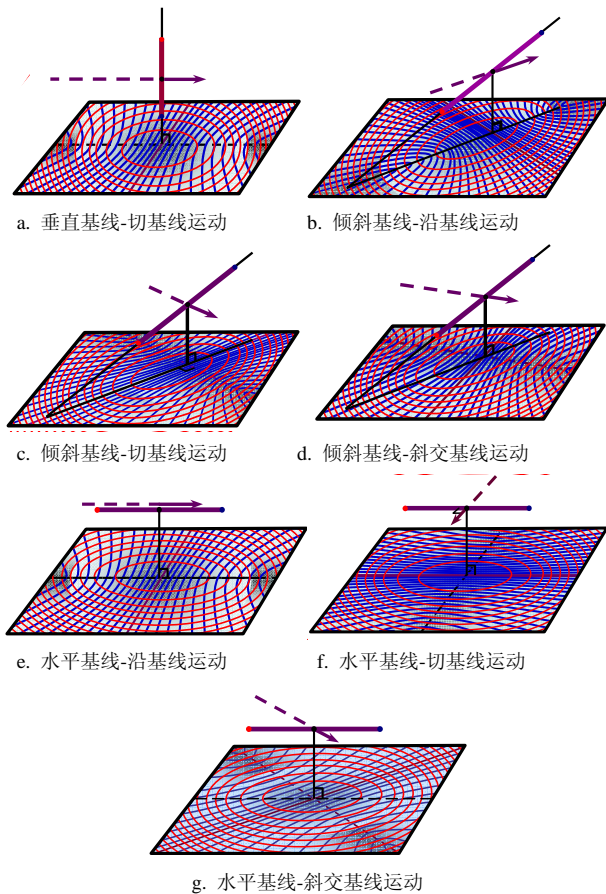 a. 垂直基线-切基线运动
b. 倾斜基线-沿基线运动
c. 倾斜基线-切基线运动
d. 倾斜基线-斜交基线运动
e. 水平基线-沿基线运动
f. 水平基线-切基线运动
g. 水平基线-斜交基线运动